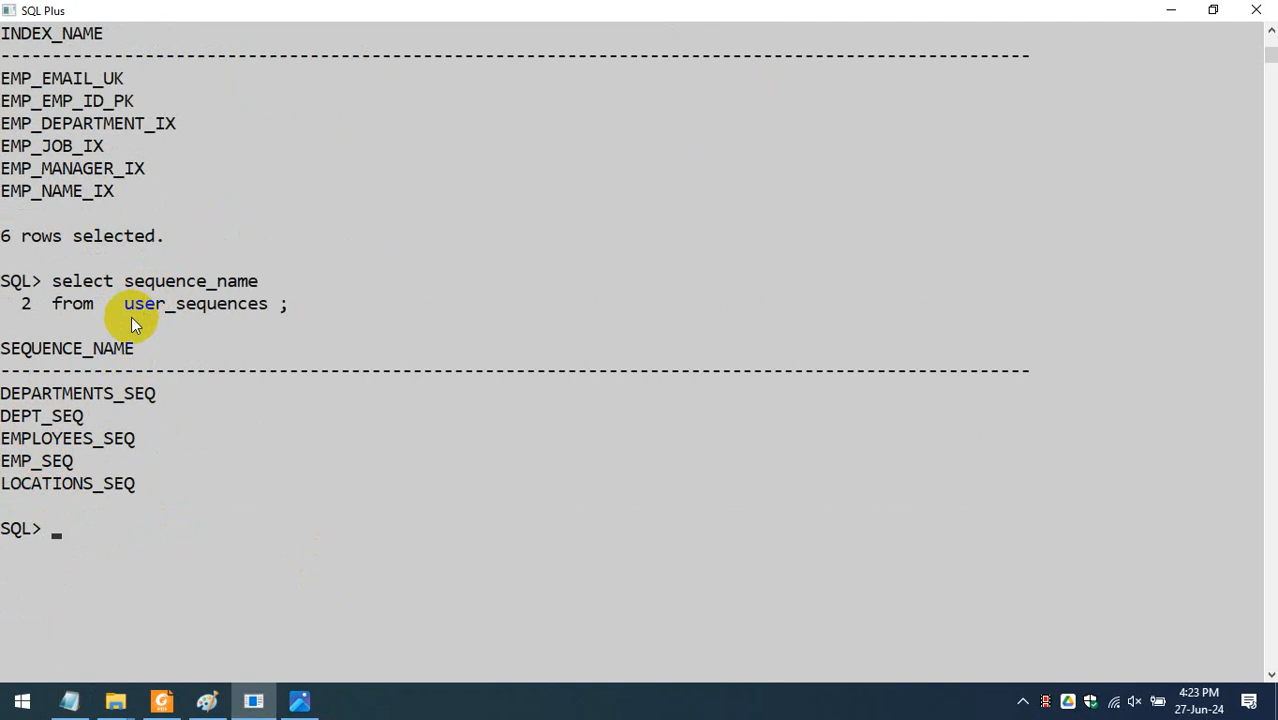 SQL Plus
INDEX_NAME
-------------------------------------------------------------------------------------------------
EMP_EMAIL_UK
EMP_EMP_ID_PK
EMP_DEPARTMENT_IX
EMP_JOB_IX
EMP_MANAGER_IX
EMP_NAME_IX
6 rows selected.
SQL> select sequence_name
2 from user_sequences ;
SEQUENCE_NAME
-------------------------------------------------------------------------------------------------
DEPARTMENTS_SEQ
DEPT_SEQ
EMPLOYEES_SEQ
EMP_SEQ
LOCATIONS_SEQ
SQL>
PDF
4:23 PM
27-Jun-24